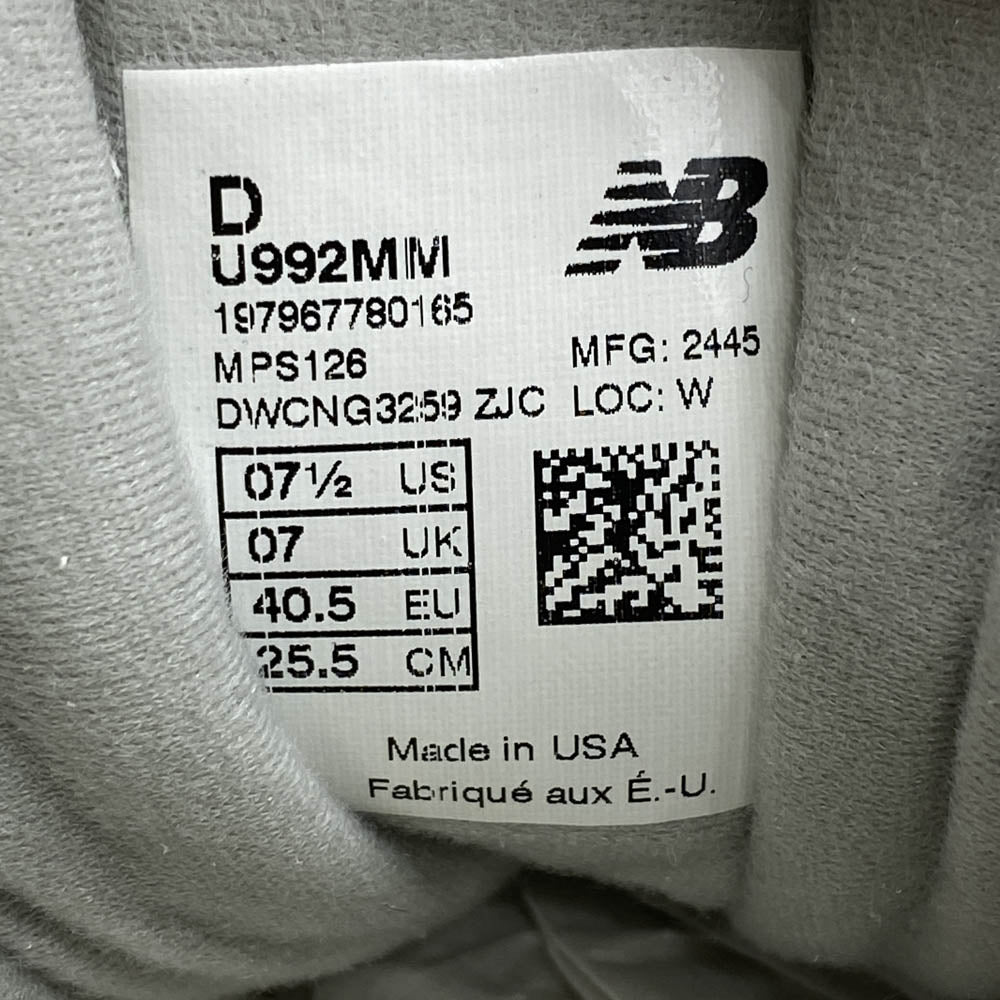 D
NB
U992MM
197967780165
MPS126 MFG: 2445
DWCNG3259 ZJC LOC: W
07½ US
07 UK
40.5 EU
25.5 CM
Made in USA
Fabriqué aux É.-U.